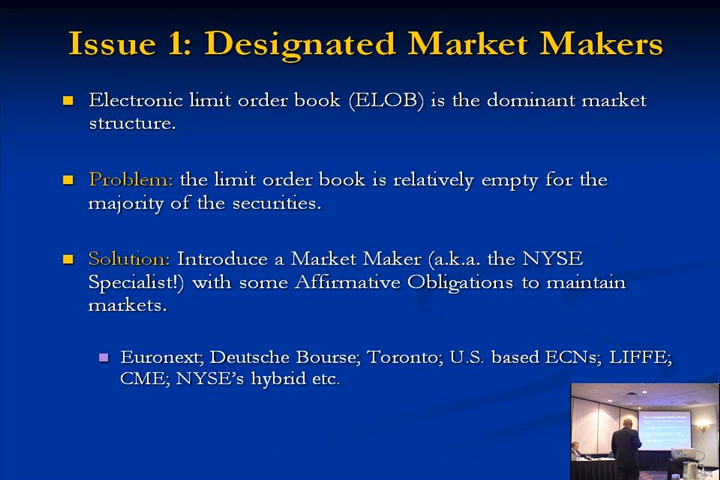 Issue 1: Designated Market Makers
Electronic limit order book (ELOB) is the dominant market
structure.
Problem: the limit order book is relatively empty for the
majority of the securities.
Solution: Introduce a Market Maker (a.k.a. the NYSE
Specialist!) with some Affirmative Obligations to maintain
markets.
Euronext; Deutsche Bourse; Toronto; U.S. based ECNs; LIFFE;
CME; NYSE's hybrid etc.